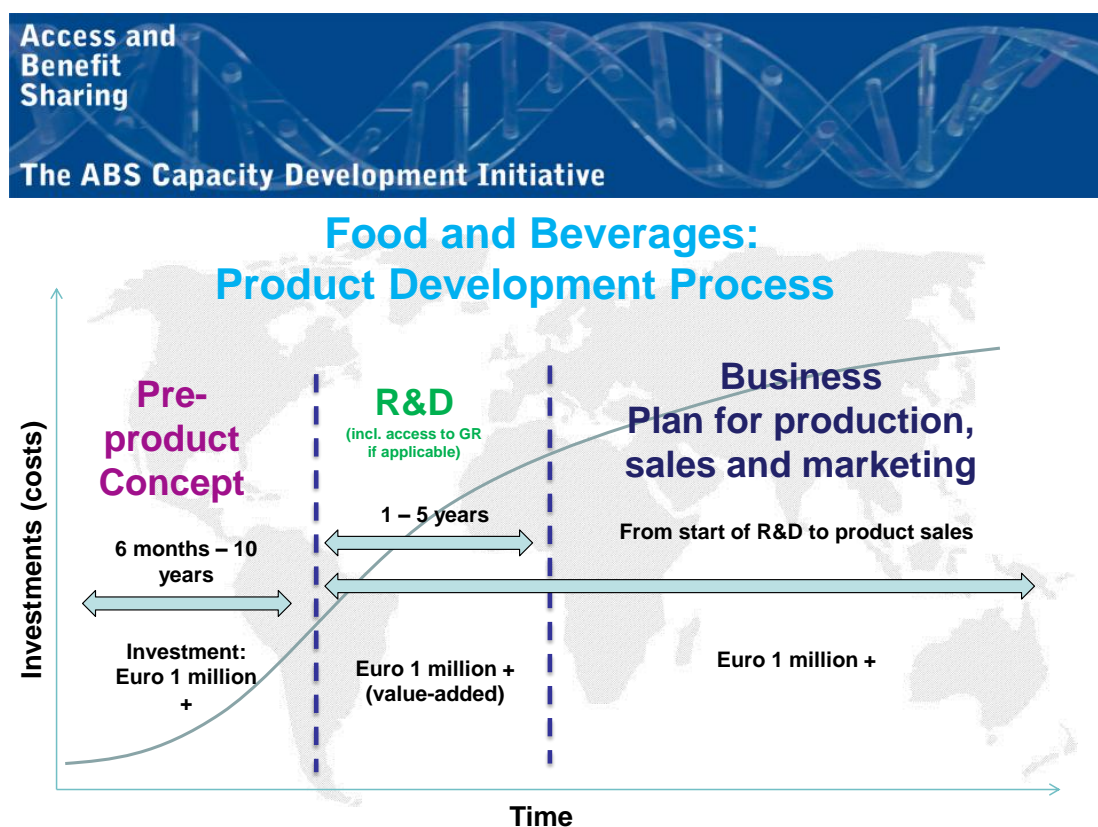 Access and
Benefit
Sharing
The ABS Capacity Development Initiative
Food and Beverages:
Product Development Process
Investments (costs)
Pre-
product
Concept
R&D
(incl. access to GR
if applicable)
Business
Plan for production,
sales and marketing
6 months – 10
years
1 – 5 years
From start of R&D to product sales
Investment:
Euro 1 million
+
Euro 1 million +
(value-added)
Euro 1 million +
Time